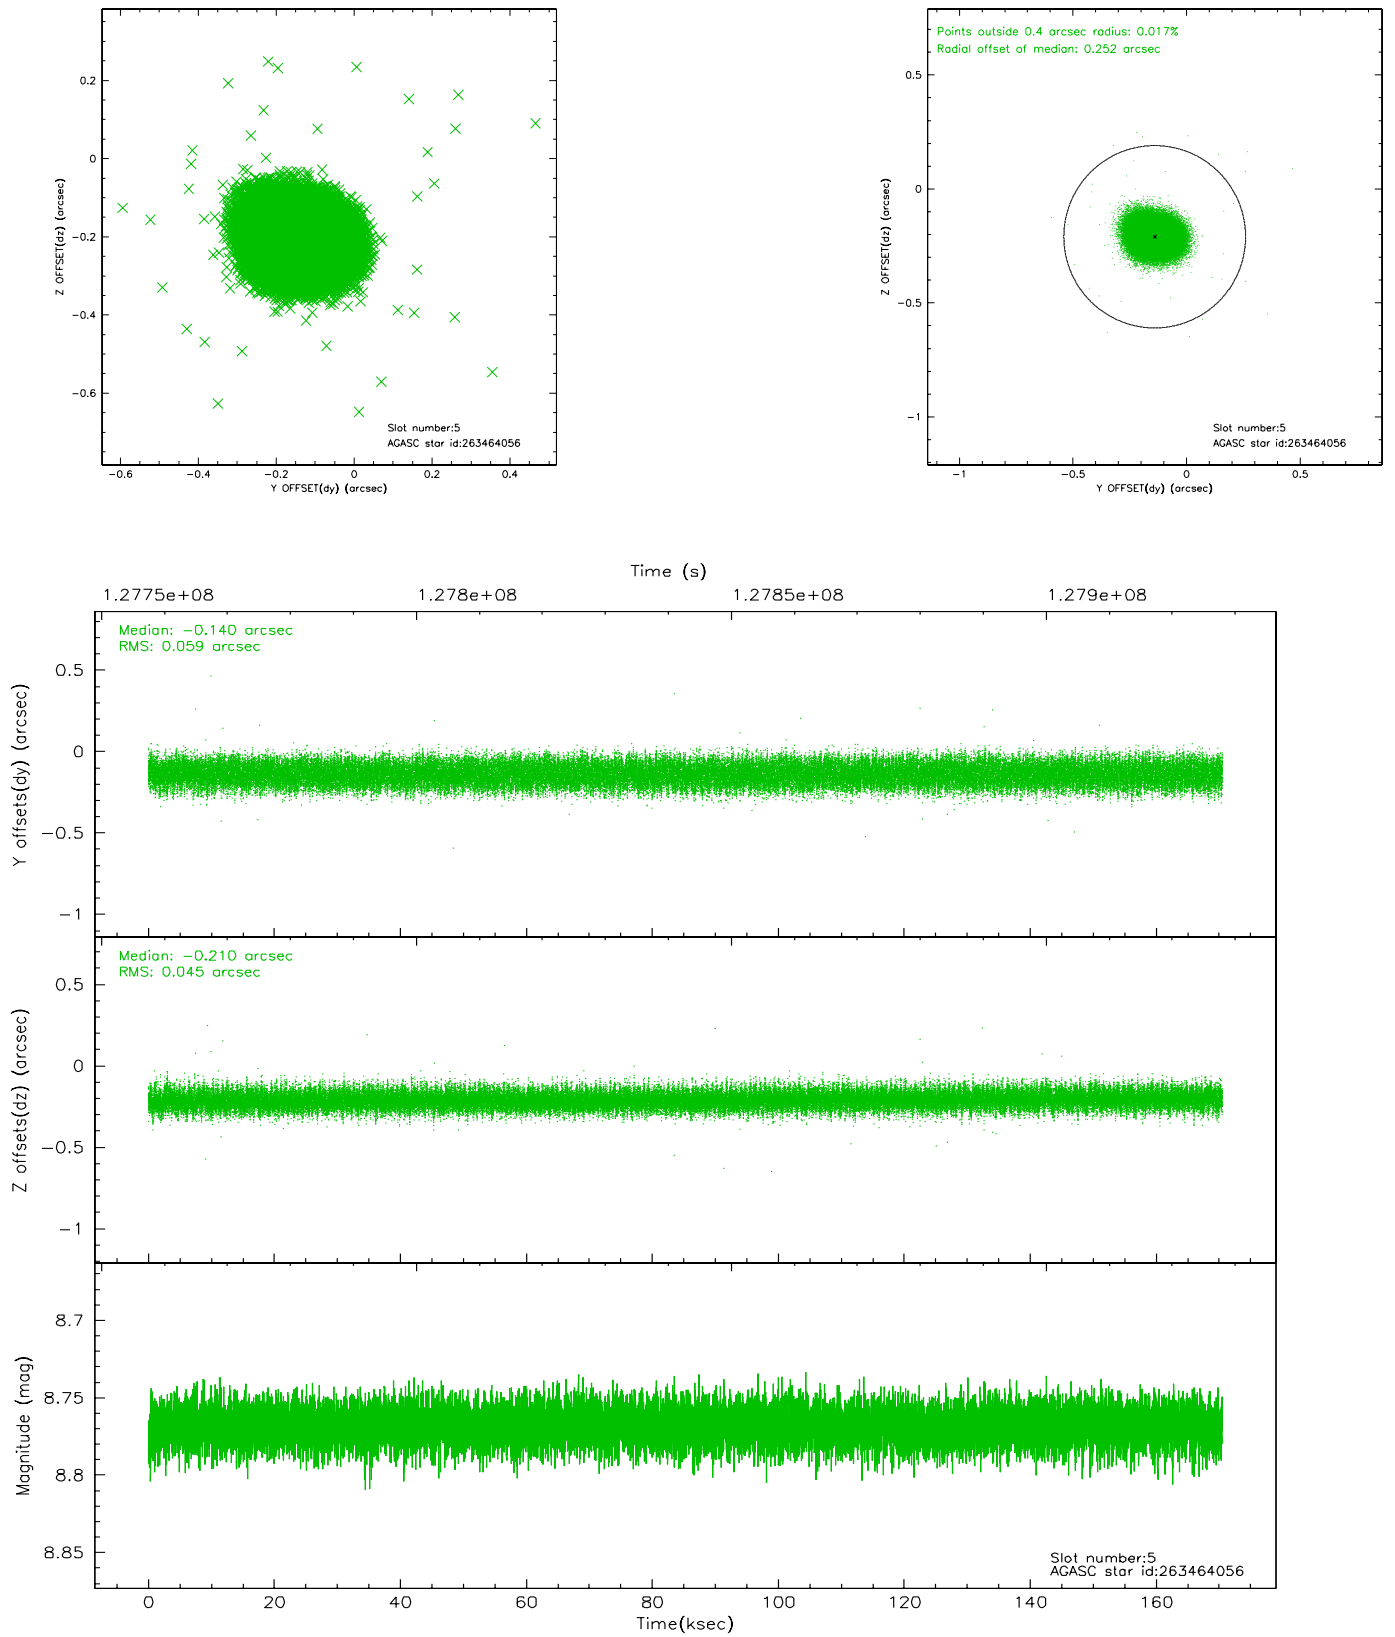 0.2
0
−0.2
−0.4
−0.6
Z OFFSET(dz) (arcsec)
Slot number:5
AGASC star id:263464056
−0.6 −0.4 −0.2 0 0.2 0.4
Y OFFSET(dy) (arcsec)
Points outside 0.4 arcsec radius: 0.017%
Radial offset of median: 0.252 arcsec
0.5
0
−0.5
−1
Z OFFSET(dz) (arcsec)
Slot number:5
AGASC star id:263464056
−1 −0.5 0 0.5
Y OFFSET(dy) (arcsec)
Time (s)
1.2775e+08 1.278e+08 1.2785e+08 1.279e+08
Median: −0.140 arcsec
RMS: 0.059 arcsec
0.5
0
−0.5
−1
Y offsets(dy) (arcsec)
Median: −0.210 arcsec
RMS: 0.045 arcsec
0.5
0
−0.5
−1
Z offsets(dz) (arcsec)
8.7
8.75
8.8
8.85
Magnitude (mag)
Slot number:5
AGASC star id:263464056
0 20 40 60 80 100 120 140 160
Time(ksec)